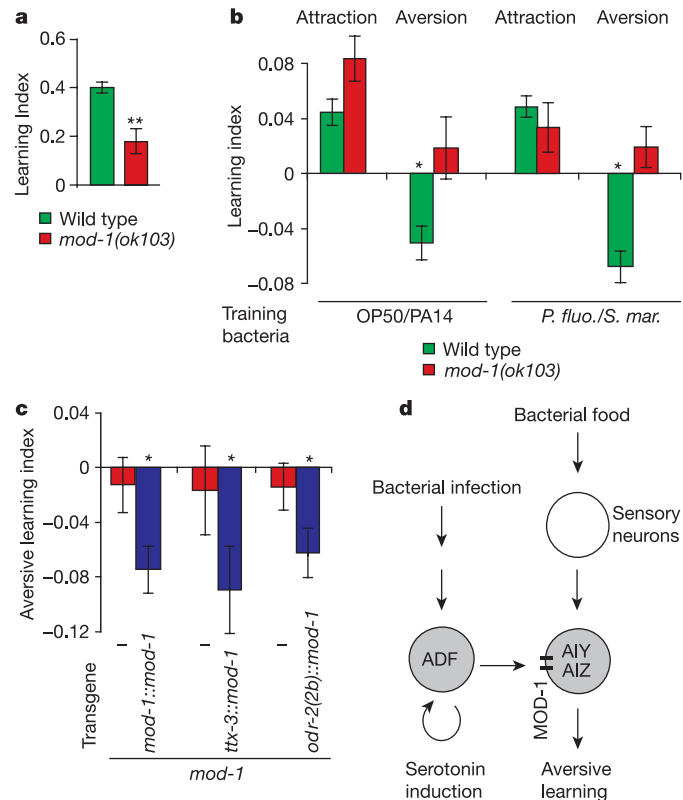 a
Learning Index
0.6
0.4
0.2
0
**
Wild type
mod-1(ok103)
b
Attraction Aversion Attraction Aversion
Learning index
0.08
0.04
0
−0.04
−0.08
*
*
Training bacteria
OP50/PA14
P. fluo./S. mar.
Wild type
mod-1(ok103)
c
Aversive learning index
0.04
0
−0.04
−0.08
−0.12
* * *
Transgene
–
mod-1::mod-1
–
ttx-3::mod-1
–
odr-2(2b)::mod-1
mod-1
d
Bacterial food
Bacterial infection
Sensory
neurons
ADF
MOD-1
AIY
AIZ
Serotonin
induction
Aversive
learning